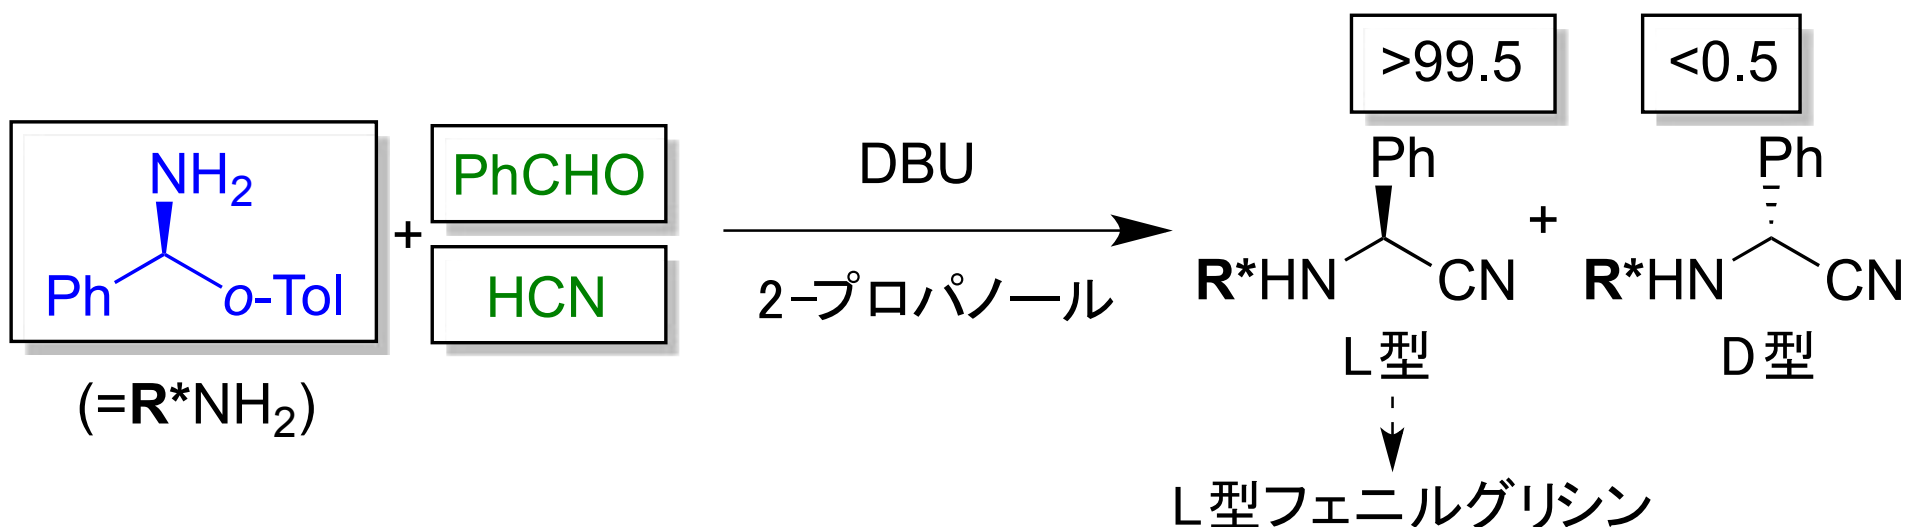 >99.5 <0.5
NH2
Ph o-Tol
(=R*NH2)
+
PhCHO
HCN
DBU
2-プロパノール
Ph
R*HN CN
L型
+
Ph
R*HN CN
D型
L型フェニルグリシン